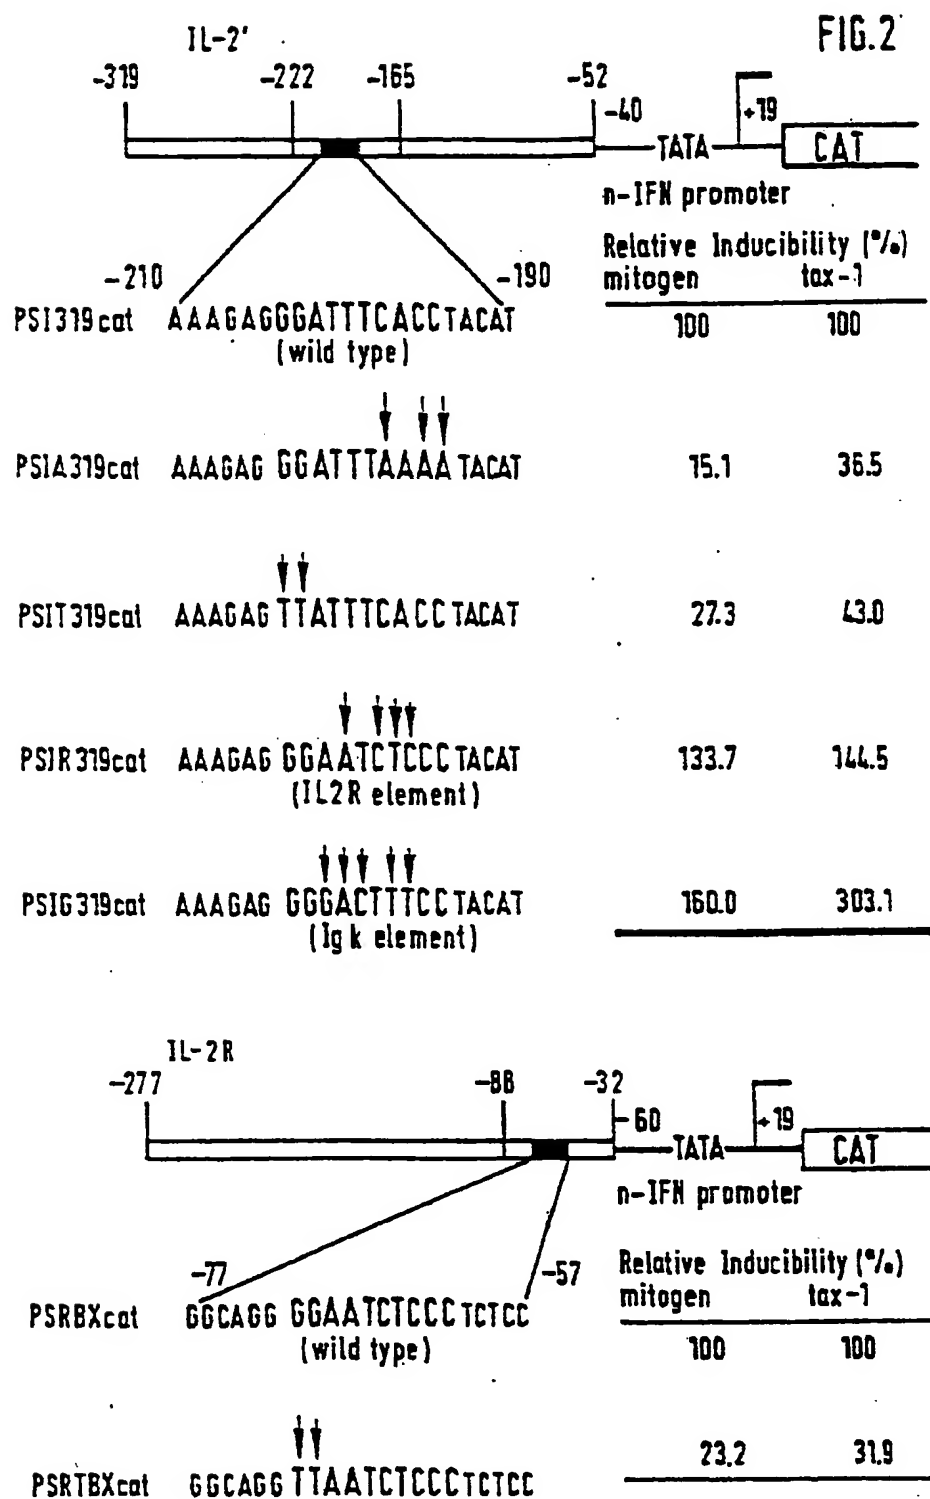 FIG.2
IL-2'
-319 -222 -165 -52
-40 +19
TATA CAT
n-IFN promoter
Relative Inducibility (%)
mitogen tax-1
-210 -190
PSI319cat AAAGAGGGATTTCACCTACAT 100 100
(wild type)
PSIA319cat AAAGAG GGATTTAAAA TACAT 15.1 36.5
PSIT319cat AAAGAG TTATTTCACC TACAT 27.3 43.0
PSIR319cat AAAGAG GGAATCTCCC TACAT 133.7 144.5
(IL2R element)
PSIG319cat AAAGAG GGGACTTTCC TACAT 160.0 303.1
(Igk element)
IL-2R
-277 -88 -32
-60 +19
TATA CAT
n-IFN promoter
-77 -57
Relative Inducibility (%)
mitogen tax-1
PSRBXcat GGCAGG GGAATCTCCC TCTCC
(wild type) 100 100
PSRTBXcat GGCAGG TTAATCTCCCTCTCC 23.2 31.9